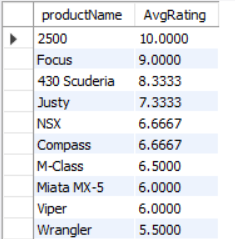 productName AvgRating
2500 10.0000
Focus 9.0000
430 Scuderia 8.3333
Justy 7.3333
NSX 6.6667
Compass 6.6667
M-Class 6.5000
Miata MX-5 6.0000
Viper 6.0000
Wrangler 5.5000